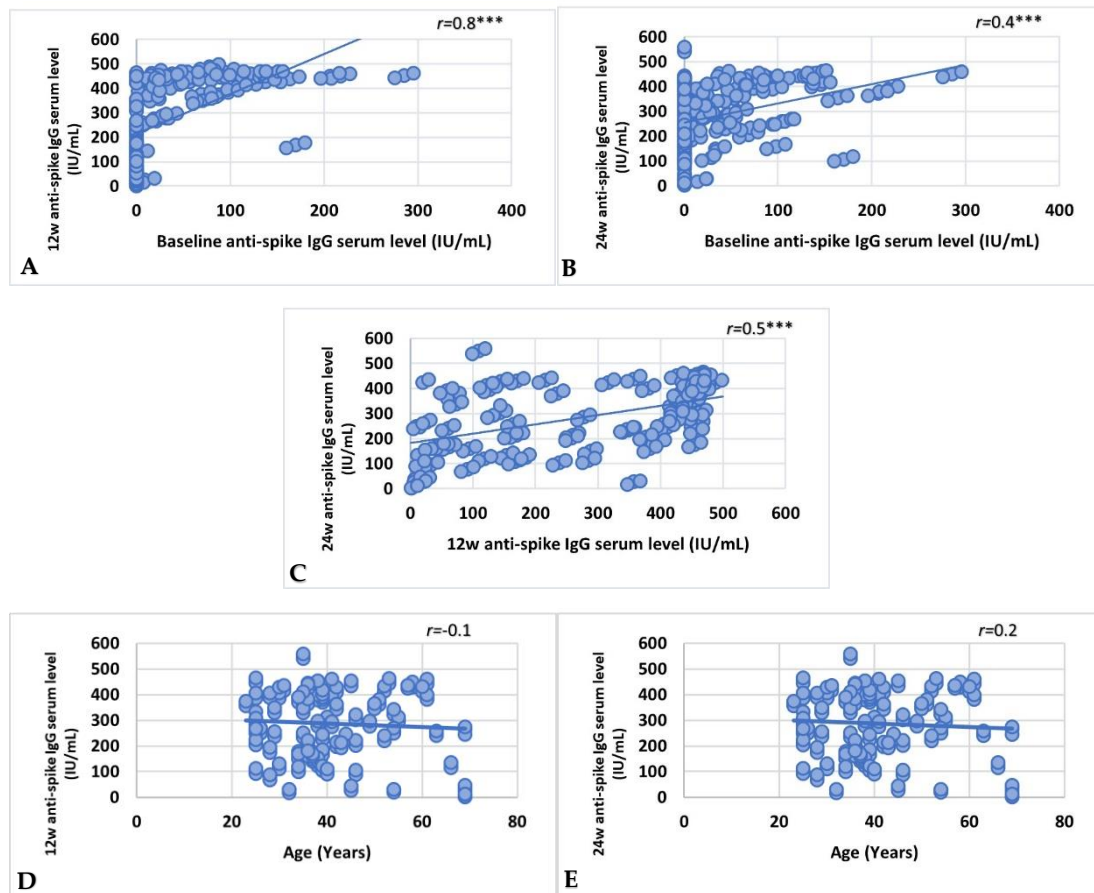 r=0.8***
12w anti-spike IgG serum level
(IU/mL)
600
500
400
300
200
100
0
0 100 200 300 400
Baseline anti-spike IgG serum level (IU/mL)
A
r=0.4***
24w anti-spike IgG serum level
(IU/mL)
600
500
400
300
200
100
0
0 100 200 300 400
Baseline anti-spike IgG serum level (IU/mL)
B
r=0.5***
24w anti-spike IgG serum level
(IU/mL)
600
500
400
300
200
100
0
0 100 200 300 400 500 600
12w anti-spike IgG serum level (IU/mL)
C
r=-0.1
12w anti-spike IgG serum level
(IU/mL)
600
500
400
300
200
100
0
0 20 40 60 80
Age (Years)
D
r=0.2
24w anti-spike IgG serum level
(IU/mL)
600
500
400
300
200
100
0
0 20 40 60 80
Age (Years)
E